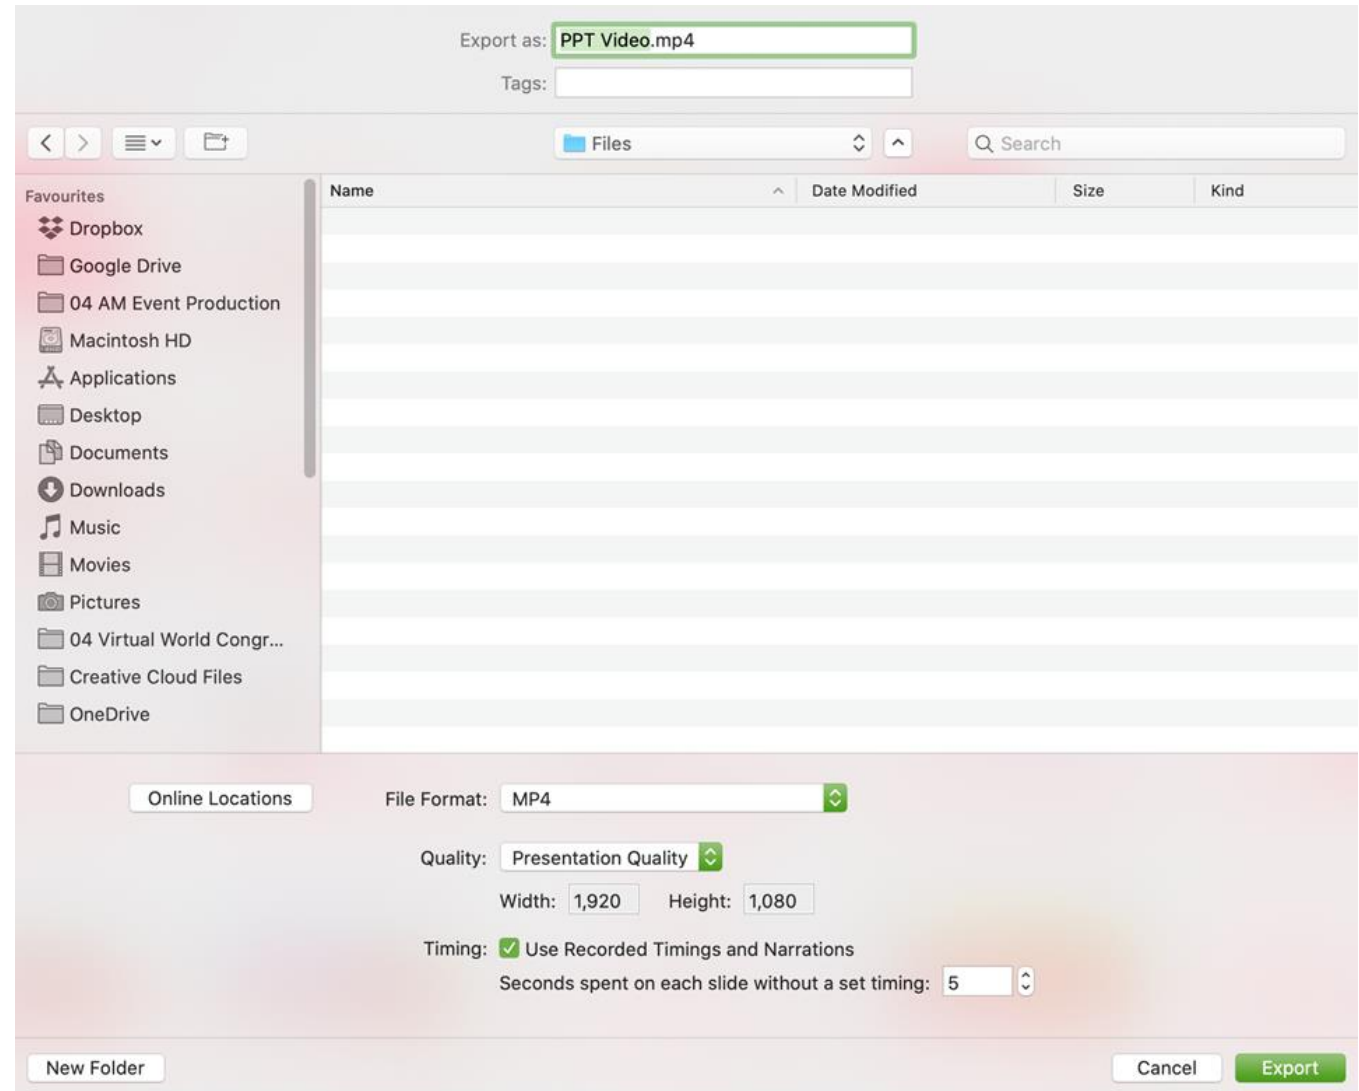 Export as: PPT Video.mp4
Tags:
Files
Search
Favourites
Dropbox
Google Drive
04 AM Event Production
Macintosh HD
Applications
Desktop
Documents
Downloads
Music
Movies
Pictures
04 Virtual World Congr...
Creative Cloud Files
OneDrive
Name Date Modified Size Kind
Online Locations
File Format: MP4
Quality: Presentation Quality
Width: 1,920 Height: 1,080
Timing: Use Recorded Timings and Narrations
Seconds spent on each slide without a set timing: 5
New Folder
Cancel Export